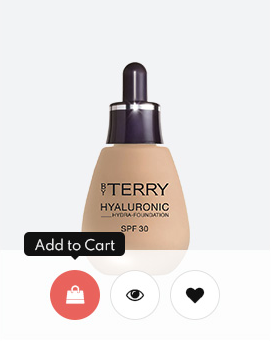 BY TERRY
HYALURONIC
HYDRA-FOUNDATION
SPF 30
Add to Cart